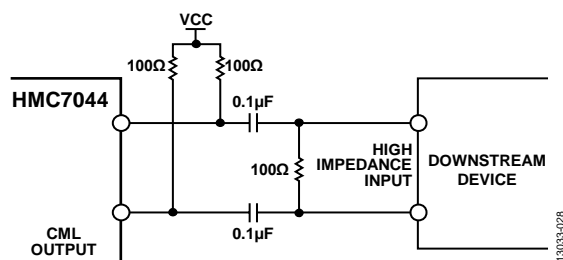 VCC
100Ω
100Ω
HMC7044
0.1µF
100Ω
HIGH
IMPEDANCE
INPUT
DOWNSTREAM
DEVICE
CML
OUTPUT
0.1µF
13033-028